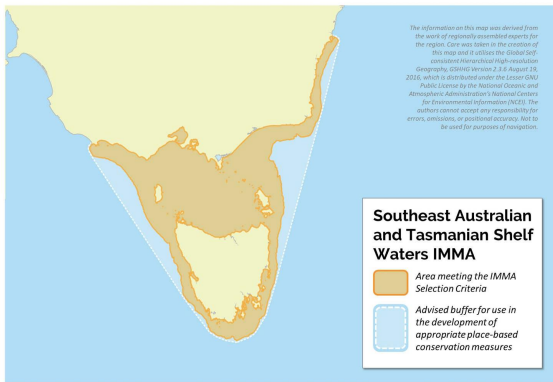 The information on this map was derived from
the work of regionally assembled experts for
the region. Care was taken in the creation of
this map and it utilises the Global Self-
consistent Hierarchical High-resolution
Geography, GSHHG Version 2.3.6 August 19,
2016, which is distributed under the Lesser GNU
Public License by the National Oceanic and
Atmospheric Administration's National Centers
for Environmental Information (NCEI). The
authors cannot accept any responsibility for
errors, omissions, or positional accuracy. Not to
be used for purposes of navigation.
Southeast Australian
and Tasmanian Shelf
Waters IMMA
Area meeting the IMMA
Selection Criteria
Advised buffer for use in
the development of
appropriate place-based
conservation measures